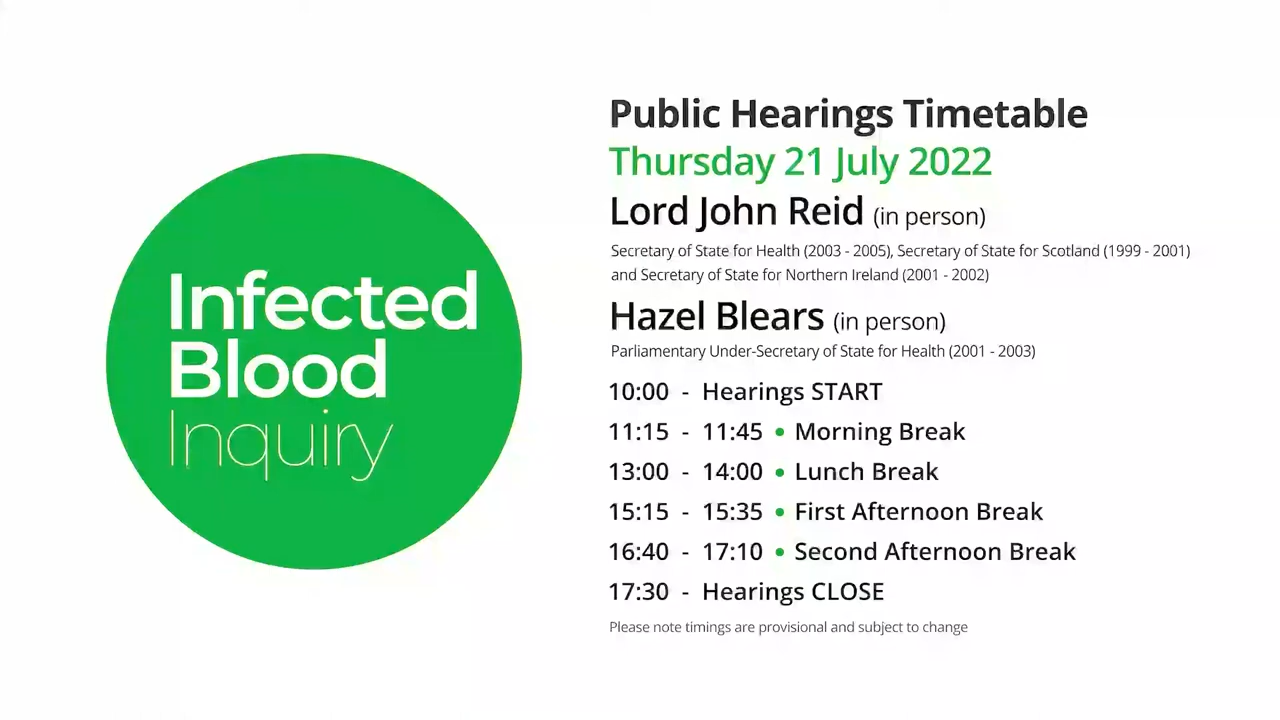 Infected
Blood
Inquiry
Public Hearings Timetable
Thursday 21 July 2022
Lord John Reid (in person)
Secretary of State for Health (2003 - 2005), Secretary of State for Scotland (1999 - 2001)
and Secretary of State for Northern Ireland (2001 - 2002)
Hazel Blears (in person)
Parliamentary Under-Secretary of State for Health (2001 - 2003)
10:00 - Hearings START
11:15 - 11:45 • Morning Break
13:00 - 14:00 • Lunch Break
15:15 - 15:35 • First Afternoon Break
16:40 - 17:10 • Second Afternoon Break
17:30 - Hearings CLOSE
Please note timings are provisional and subject to change